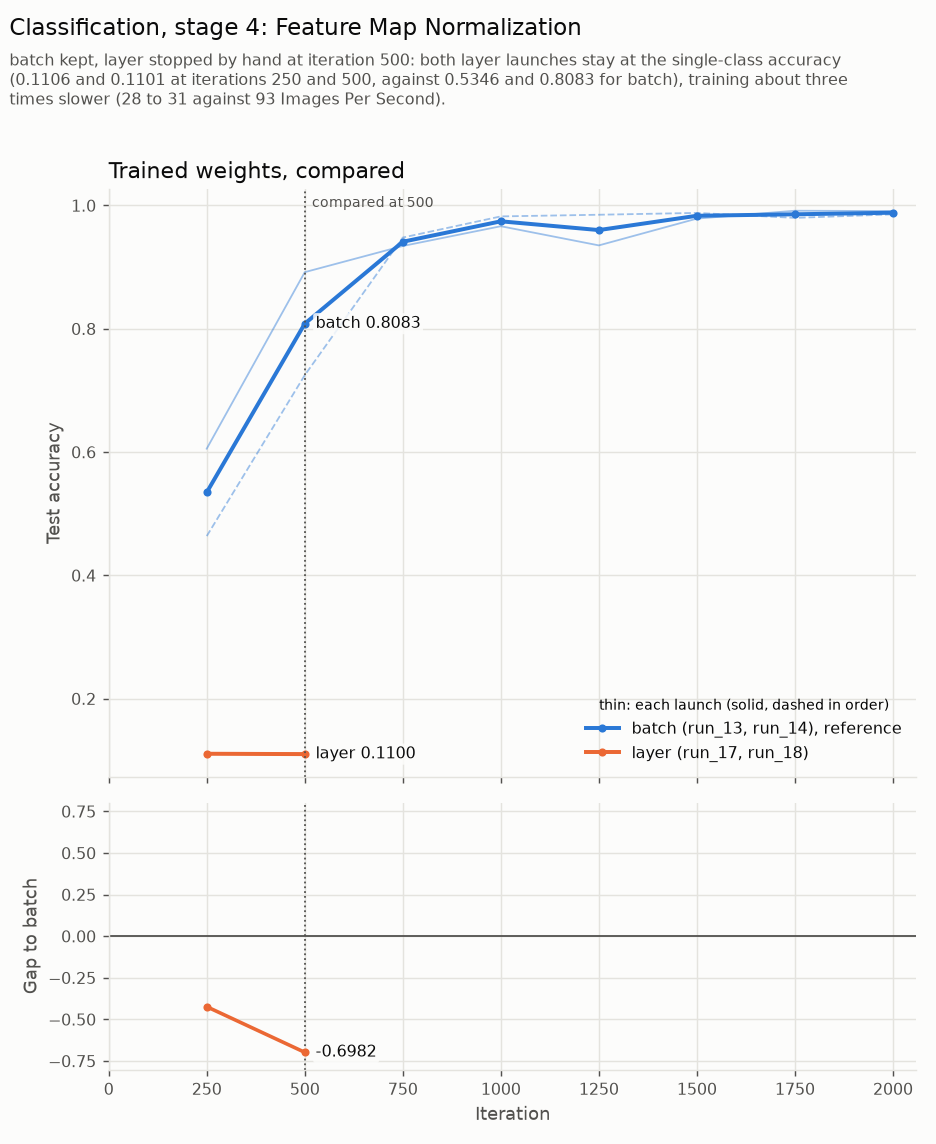 Classification, stage 4: Feature Map Normalization
batch kept, layer stopped by hand at iteration 500: both layer launches stay at the single-class accuracy
(0.1106 and 0.1101 at iterations 250 and 500, against 0.5346 and 0.8083 for batch), training about three
times slower (28 to 31 against 93 Images Per Second).
Trained weights, compared
compared at 500
1.0
0.8
0.6
0.4
0.2
Test accuracy
batch 0.8083
layer 0.1100
thin: each launch (solid, dashed in order)
batch (run_13, run_14), reference
layer (run_17, run_18)
0.75
0.50
0.25
0.00
−0.25
−0.50
−0.75
Gap to batch
-0.6982
0 250 500 750 1000 1250 1500 1750 2000
Iteration